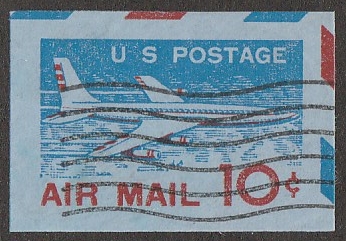 U S POSTAGE
AIR MAIL 10¢